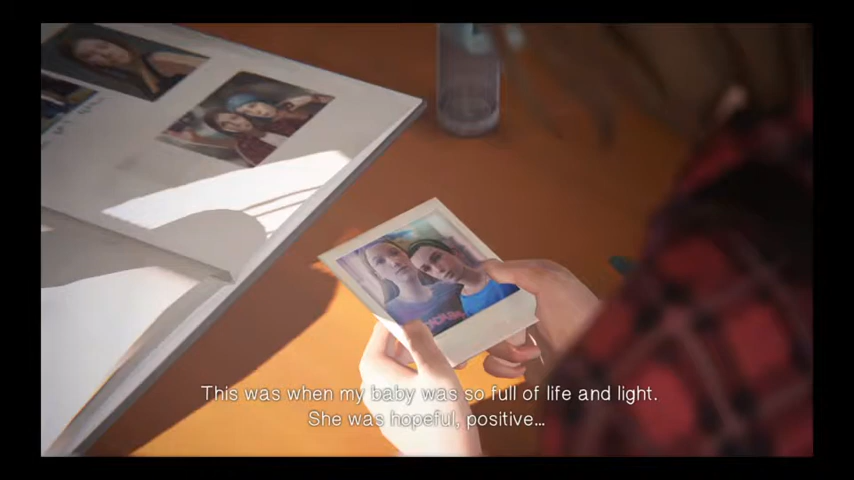 This was when my baby was so full of life and light.
She was hopeful, positive...